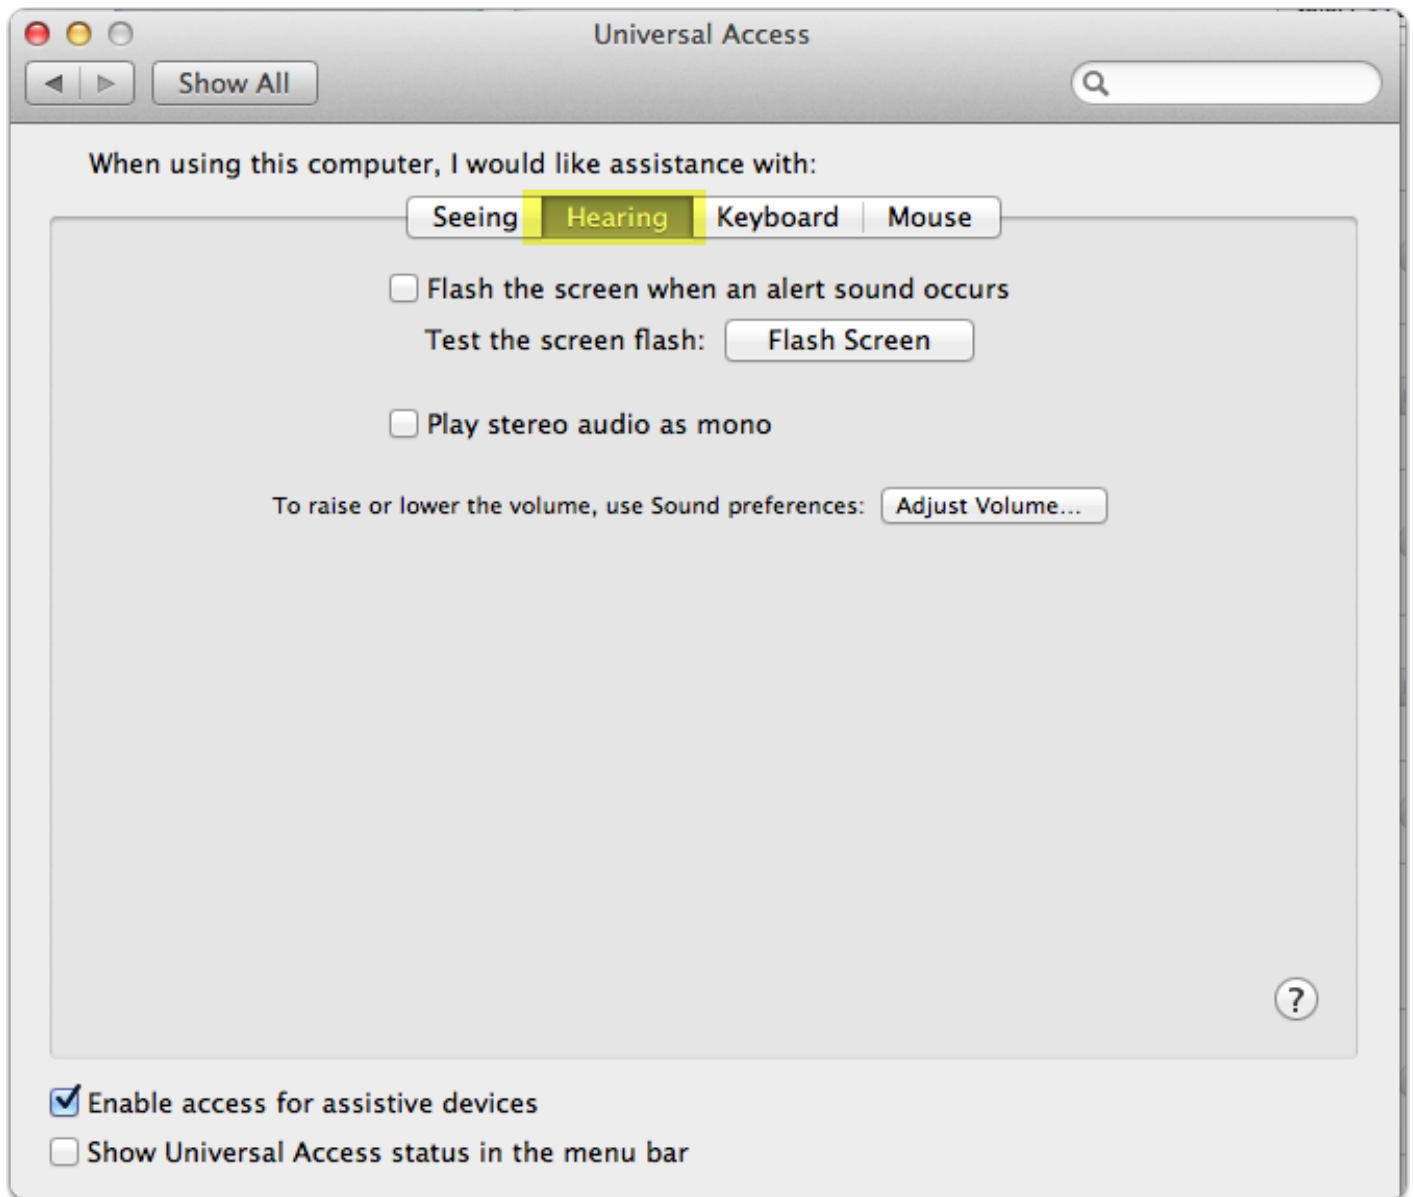 Universal Access
Show All
When using this computer, I would like assistance with:
Seeing Hearing Keyboard Mouse
Flash the screen when an alert sound occurs
Test the screen flash: Flash Screen
Play stereo audio as mono
To raise or lower the volume, use Sound preferences: Adjust Volume...
?
Enable access for assistive devices
Show Universal Access status in the menu bar